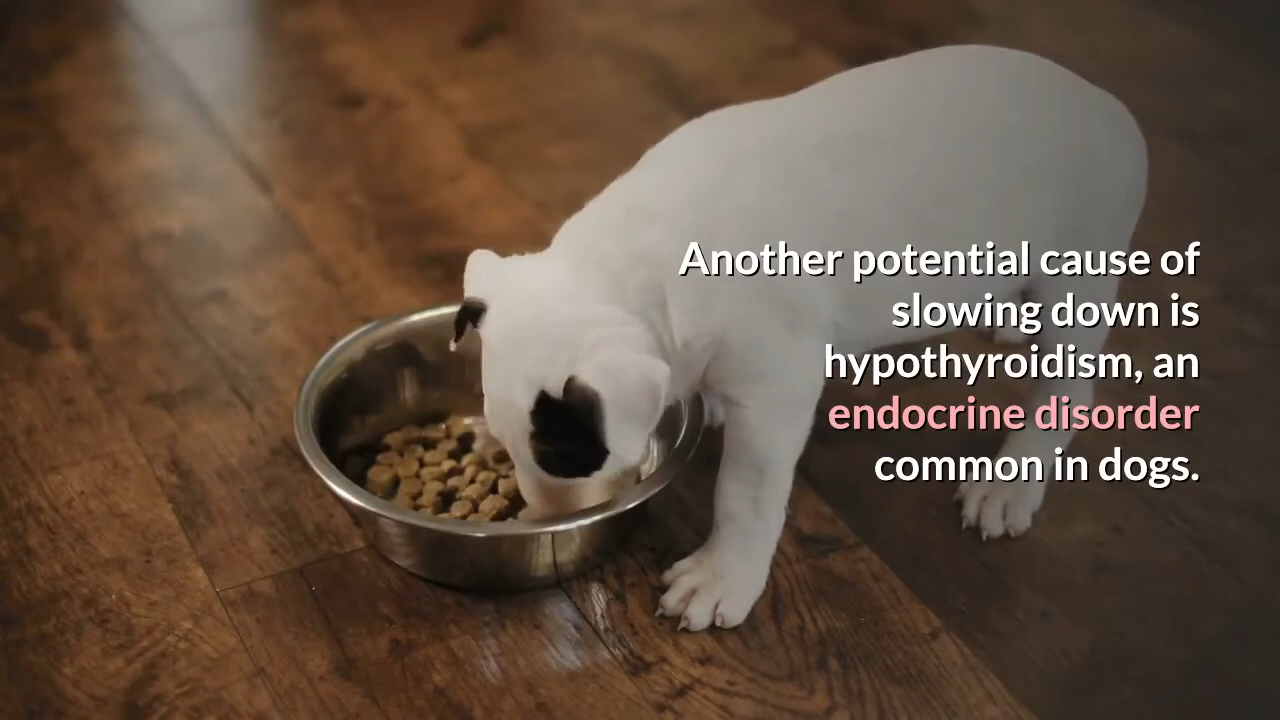 Another potential cause of
slowing down is
hypothyroidism, an
endocrine disorder
common in dogs.